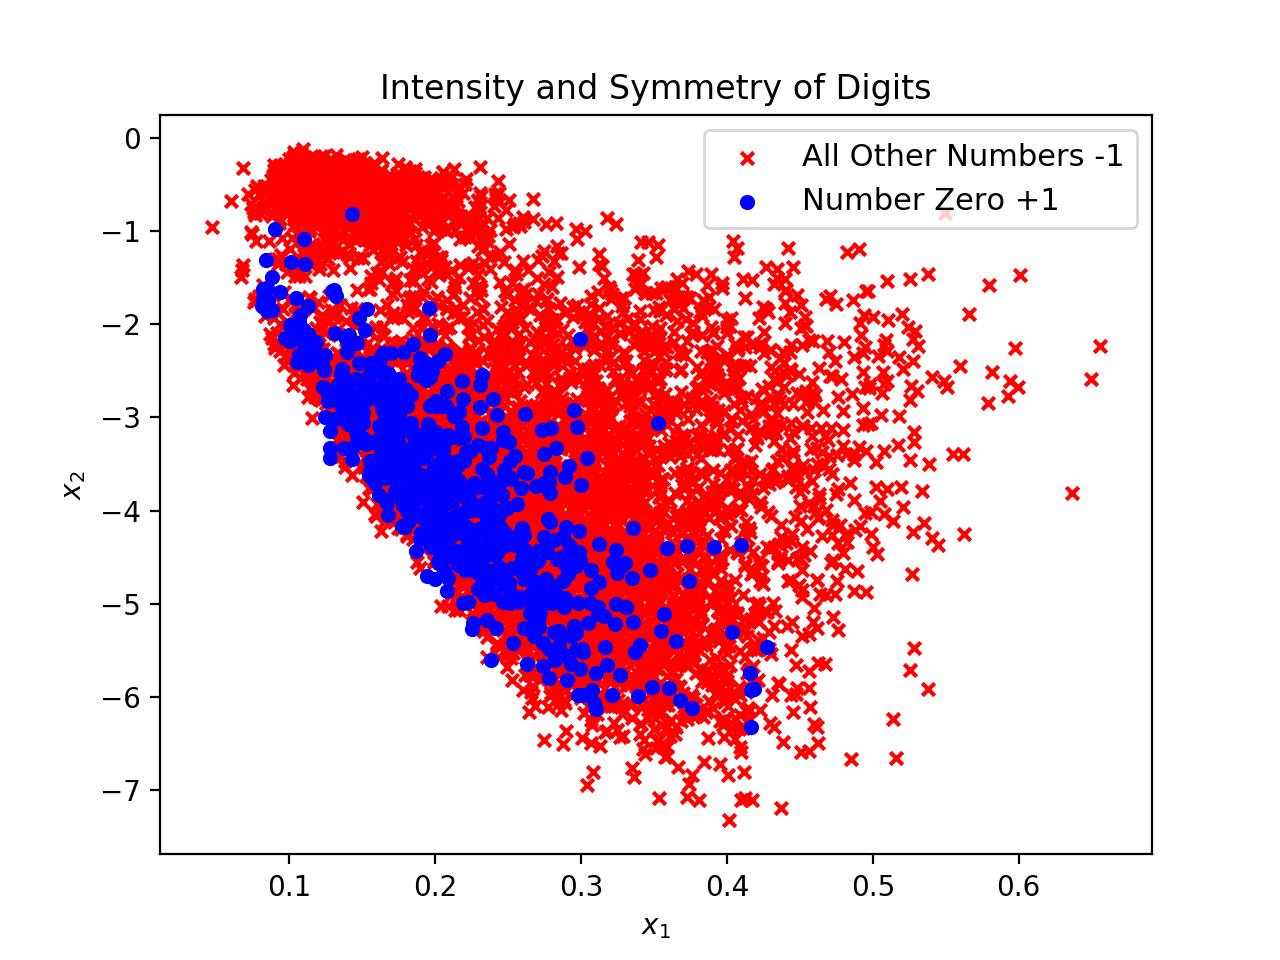 Intensity and Symmetry of Digits
All Other Numbers -1
Number Zero +1
0
−1
−2
−3
−4
−5
−6
−7
x₂
0.1 0.2 0.3 0.4 0.5 0.6
x₁